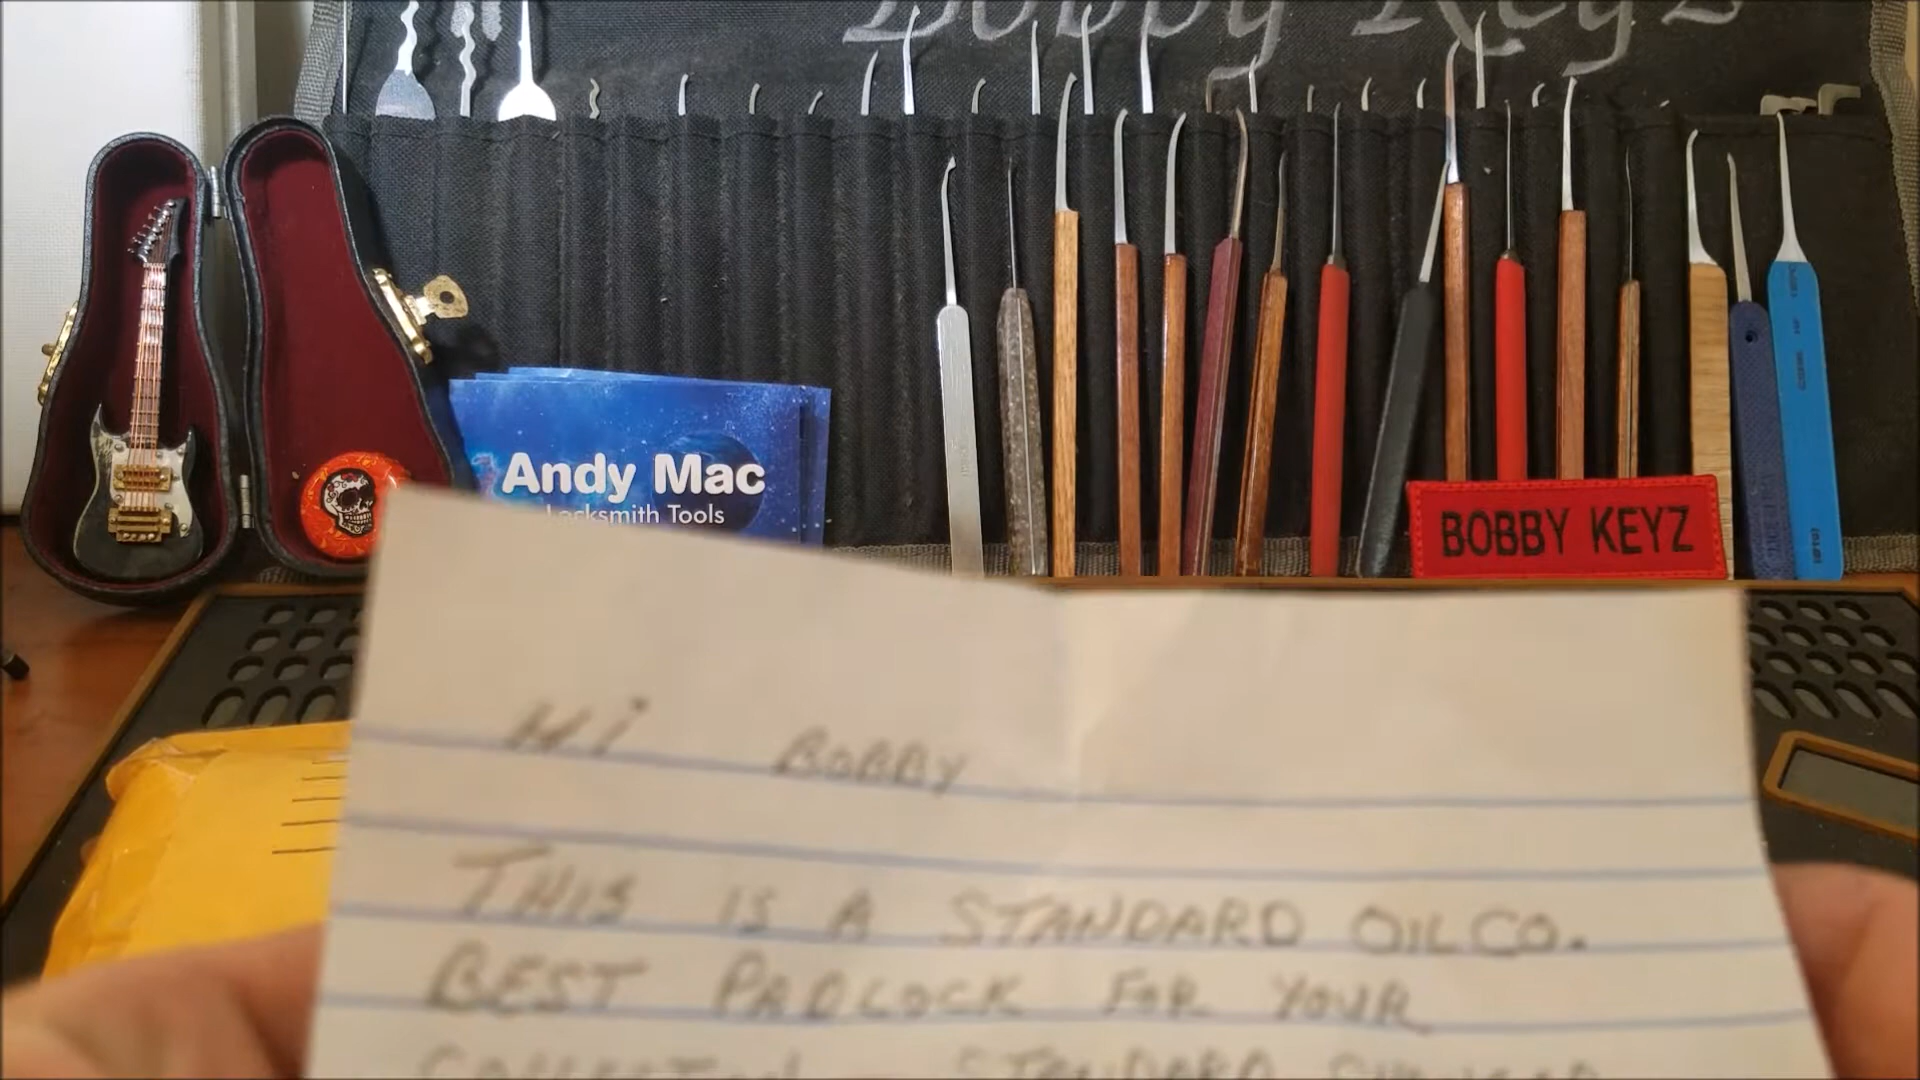 Bobby Keyz
Andy Mac
Locksmith Tools
BOBBY KEYZ
HI BOBBY
THIS IS A STANDARD OIL CO.
BEST PADLOCK FOR YOUR
STANDARD